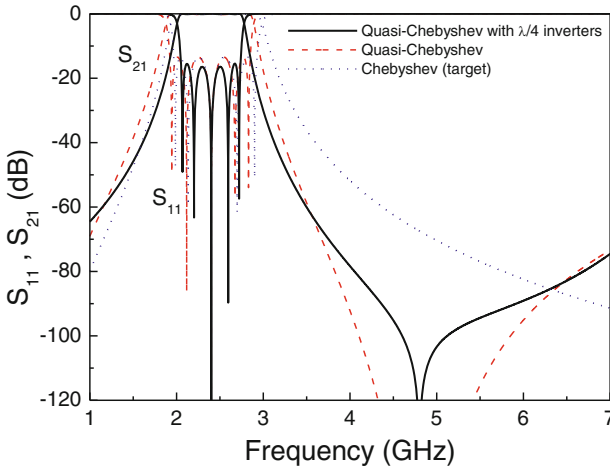 Quasi-Chebyshev with λ/4 inverters
Quasi-Chebyshev
Chebyshev (target)
S21
S11
S11 , S21 (dB)
0
-20
-40
-60
-80
-100
-120
1 2 3 4 5 6 7
Frequency (GHz)